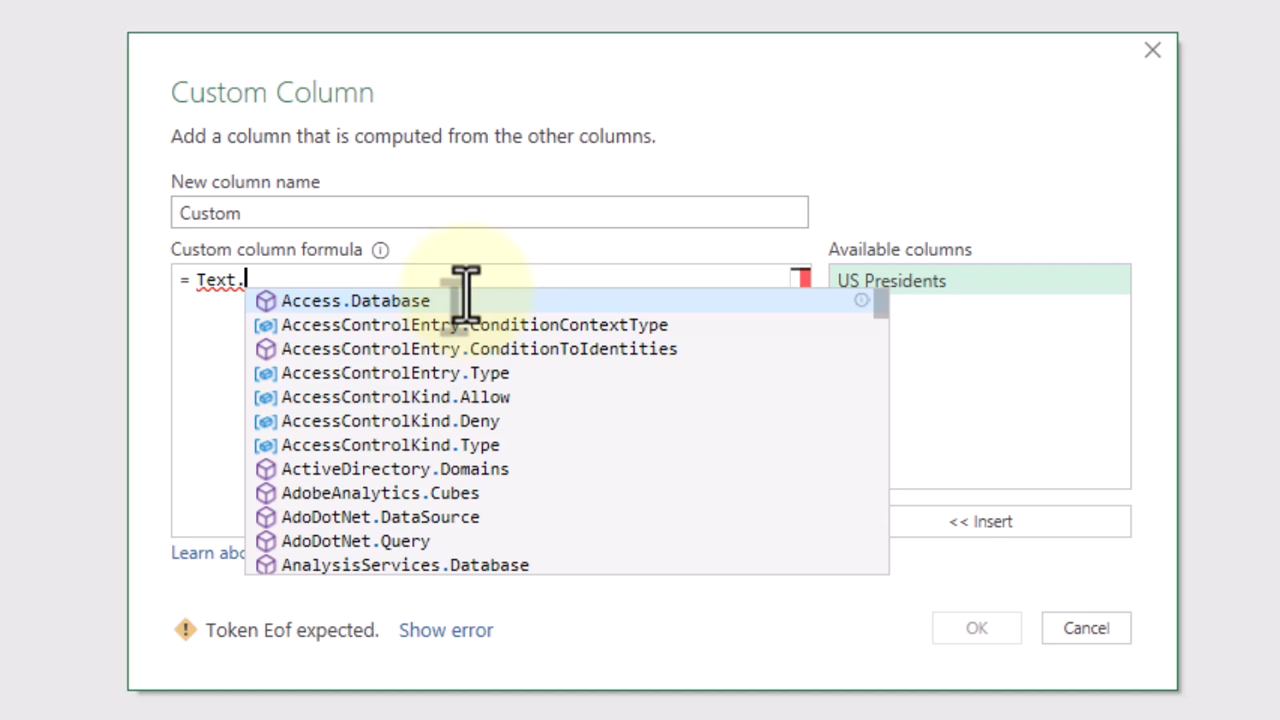 Custom Column
Add a column that is computed from the other columns.
New column name
Custom
Custom column formula
Available columns
= Text.
US Presidents
Access.Database
AccessControlEntry.ConditionContextType
AccessControlEntry.ConditionToIdentities
AccessControlEntry.Type
AccessControlKind.Allow
AccessControlKind.Deny
AccessControlKind.Type
ActiveDirectory.Domains
AdobeAnalytics.Cubes
AdoDotNet.DataSource
<< Insert
AdoDotNet.Query
Learn abo
AnalysisServices.Database
Token Eof expected. Show error
OK
Cancel